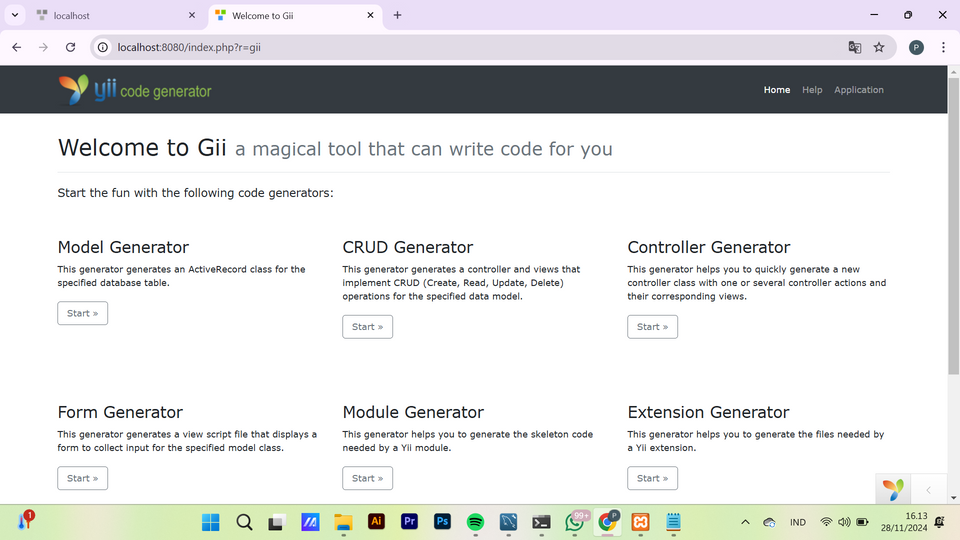 localhost
Welcome to Gii
localhost:8080/index.php?r=gii
P
yii code generator
Home Help Application
Welcome to Gii a magical tool that can write code for you
Start the fun with the following code generators:
Model Generator
This generator generates an ActiveRecord class for the
specified database table.
Start »
CRUD Generator
This generator generates a controller and views that
implement CRUD (Create, Read, Update, Delete)
operations for the specified data model.
Start »
Controller Generator
This generator helps you to quickly generate a new
controller class with one or several controller actions and
their corresponding views.
Start »
Form Generator
This generator generates a view script file that displays a
form to collect input for the specified model class.
Start »
Module Generator
This generator helps you to generate the skeleton code
needed by a Yii module.
Start »
Extension Generator
This generator helps you to generate the files needed by
a Yii extension.
Start »
1
Ai
Pr
Ps
99+
P
IND
16.13
28/11/2024